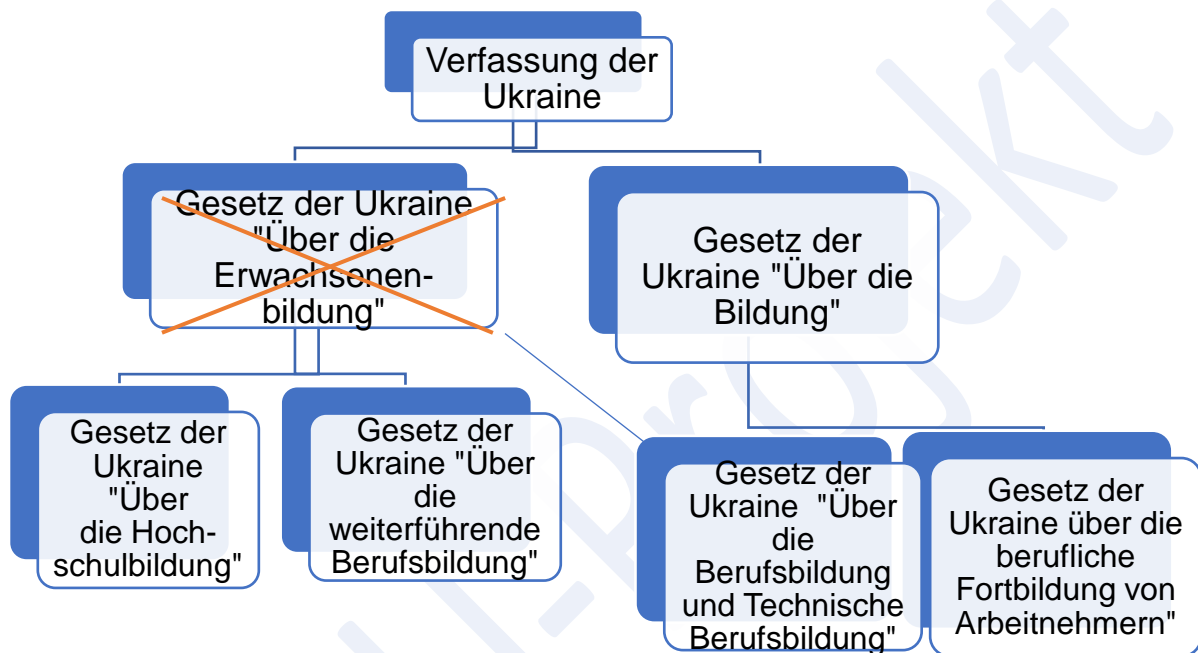 Verfassung der
Ukraine
Gesetz der Ukraine
"Über die
Erwachsenen-
bildung"
Gesetz der
Ukraine "Über die
Bildung"
Gesetz der
Ukraine
"Über
die Hoch-
schulbildung"
Gesetz der
Ukraine "Über
die
weiterführende
Berufsbildung"
Gesetz der
Ukraine "Über
die
Berufsbildung
und Technische
Berufsbildung"
Gesetz der
Ukraine über die
berufliche
Fortbildung von
Arbeitnehmern"